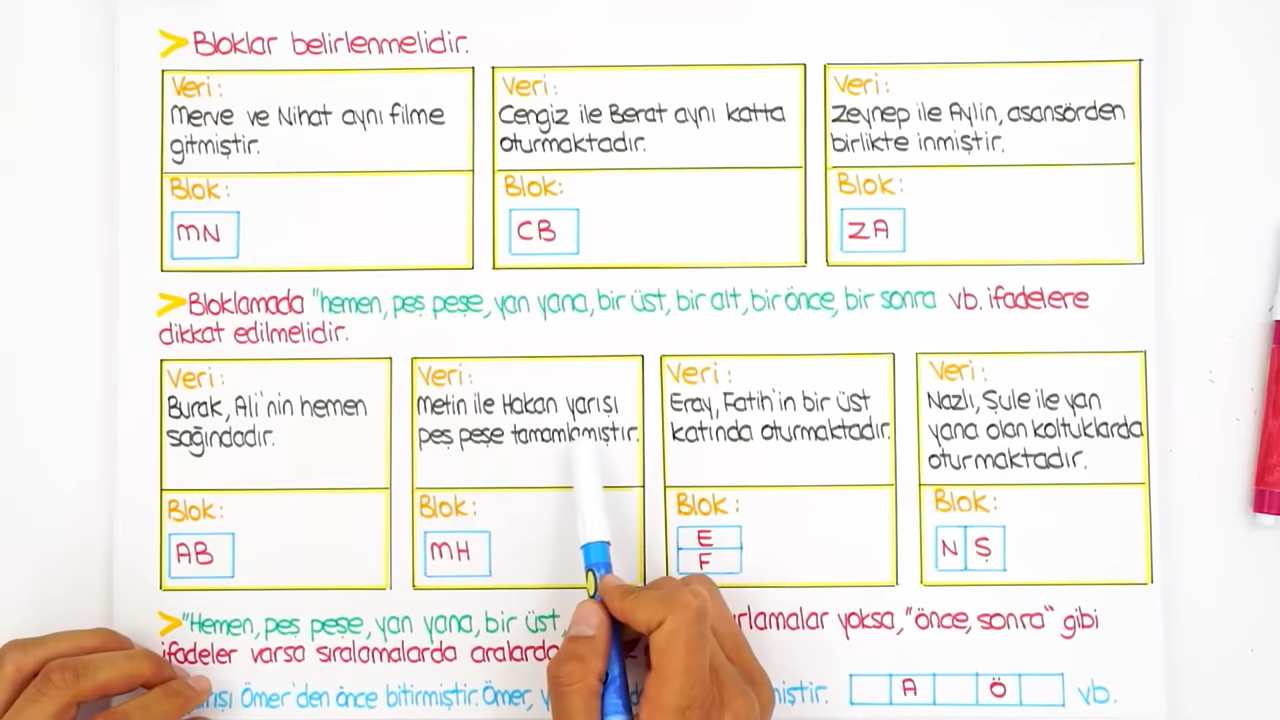 > Bloklar belirlenmelidir.
Veri:
Merve ve Nihat aynı filme
gitmiştir.
Blok:
MN
Veri:
Cengiz ile Berat aynı katta
oturmaktadır.
Blok:
CB
Veri:
Zeynep ile Aylin, asansörden
birlikte inmiştir.
Blok:
ZA
> Bloklamada "hemen, peş peşe, yan yana, bir üst, bir alt, bir önce, bir sonra vb. ifadelere
dikkat edilmelidir.
Veri:
Burak, Ali'nin hemen
sağındadır.
Blok:
AB
Veri:
Metin ile Hakan yarışı
peş peşe tamamlamıştır.
Blok:
MH
Veri:
Eray, Fatih'in bir üst
katında oturmaktadır.
Blok:
E
F
Veri:
Nazlı, Şule ile yan
yana olan koltuklarda
oturmaktadır.
Blok:
N Ş
> "Hemen, peş peşe, yan yana, bir üst, yoksa, "önce, sonra" gibi
ifadeler varsa sıralamalarda
Ömer'den önce bitirmiştir. Ömer,
A Ö vb.